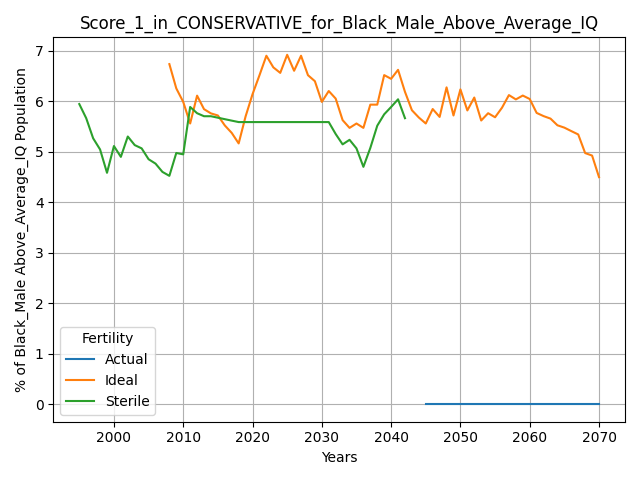 Score_1_in_CONSERVATIVE_for_Black_Male_Above_Average_IQ
% of Black_Male Above_Average_IQ Population
7
6
5
4
3
2
1
0
Fertility
Actual
Ideal
Sterile
2000 2010 2020 2030 2040 2050 2060 2070
Years